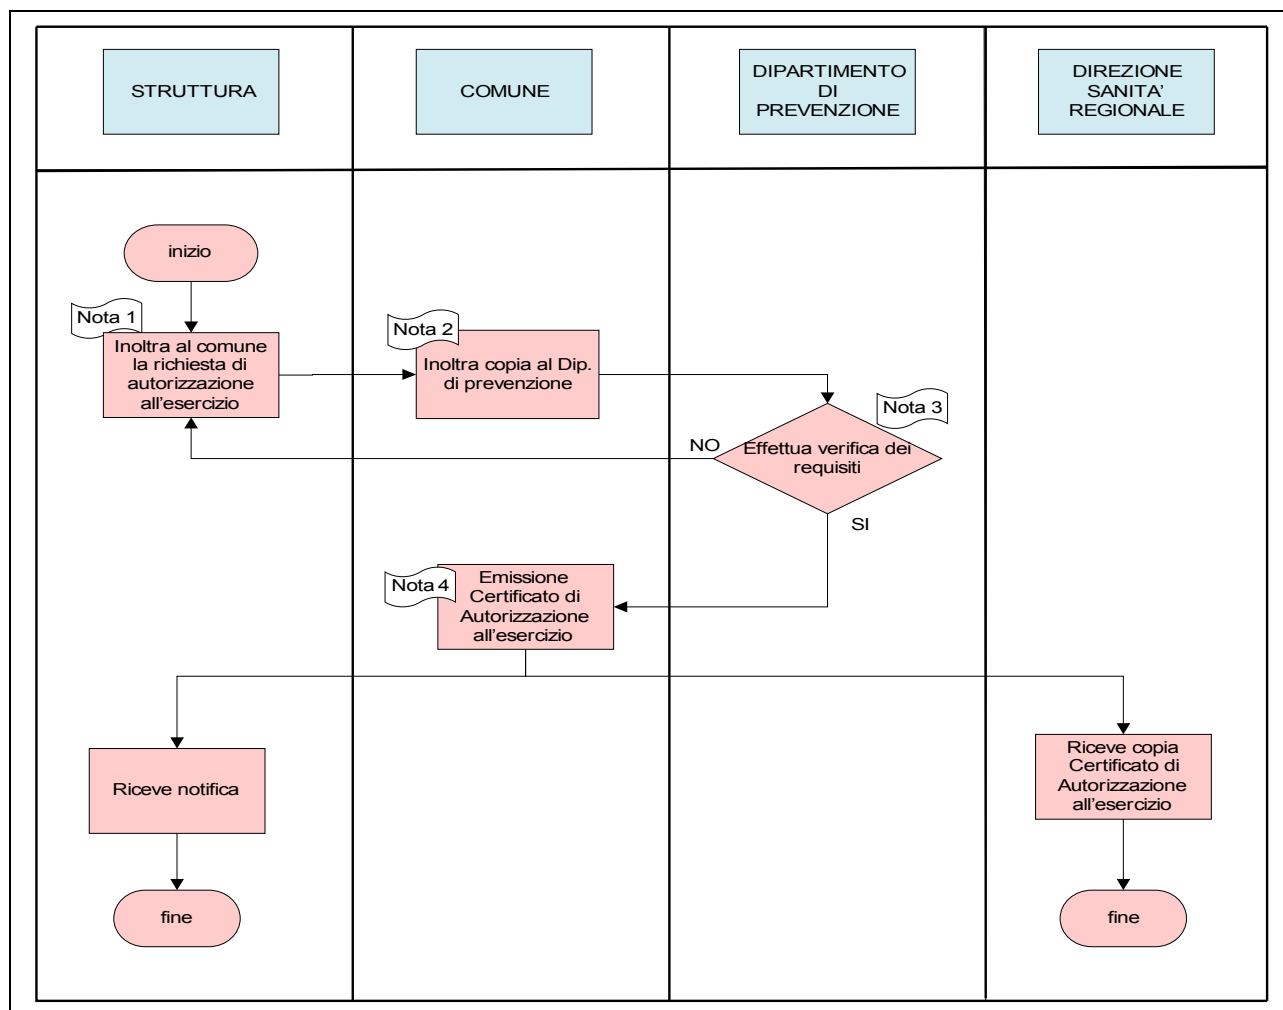 STRUTTURA
COMUNE
DIPARTIMENTO
DI
PREVENZIONE
DIREZIONE
SANITA'
REGIONALE
inizio
Nota 1
Inoltra al comune
la richiesta di
autorizzazione
all'esercizio
Nota 2
Inoltra copia al Dip.
di prevenzione
Nota 3
NO
Effettua verifica dei
requisiti
SI
Nota 4
Emissione
Certificato di
Autorizzazione
all'esercizio
Riceve notifica
Riceve copia
Certificato di
Autorizzazione
all'esercizio
fine
fine